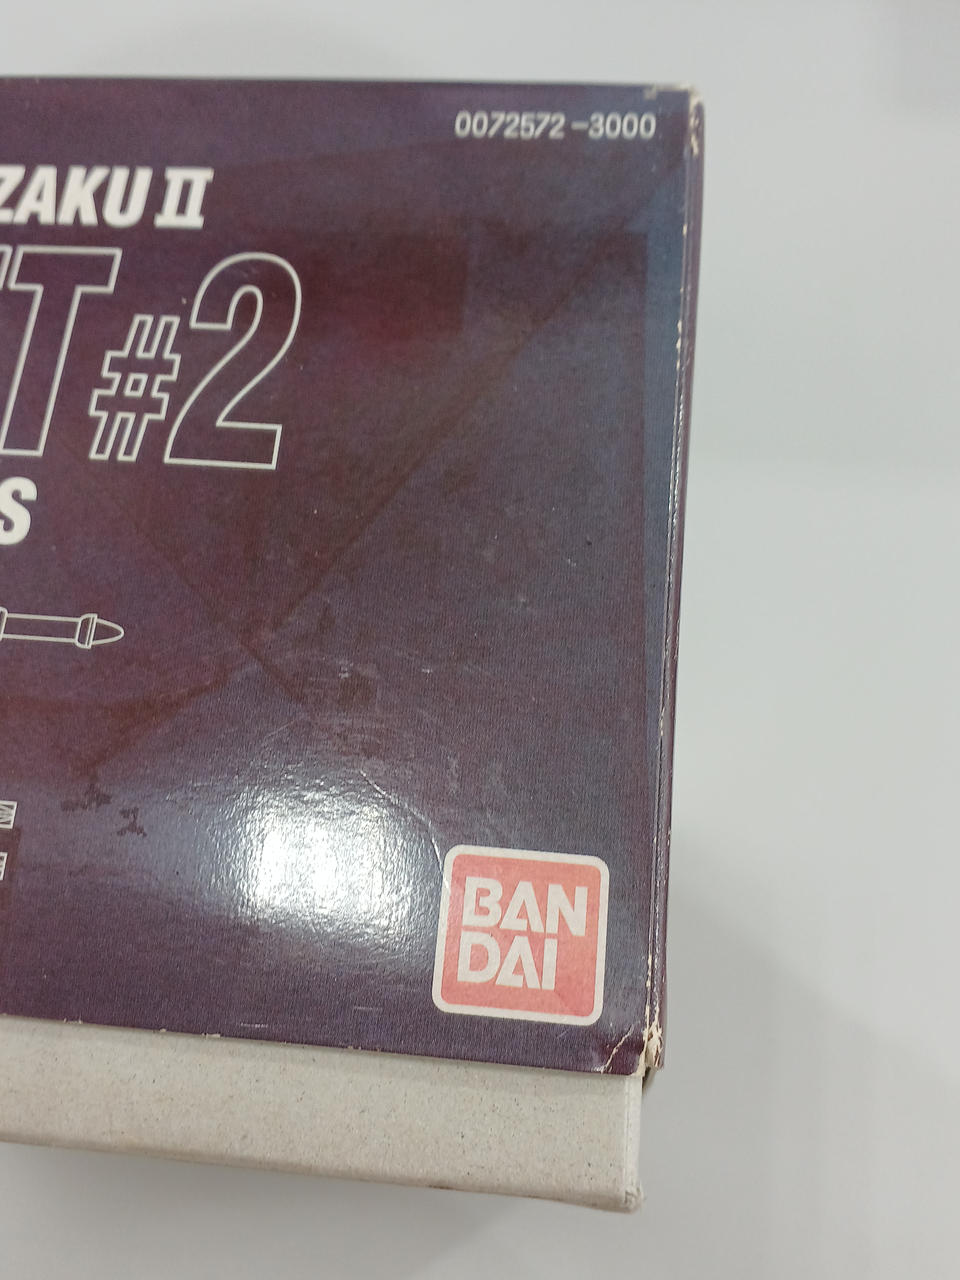 0072572-3000
ZAKU II
T#2
S
BAN
DAI